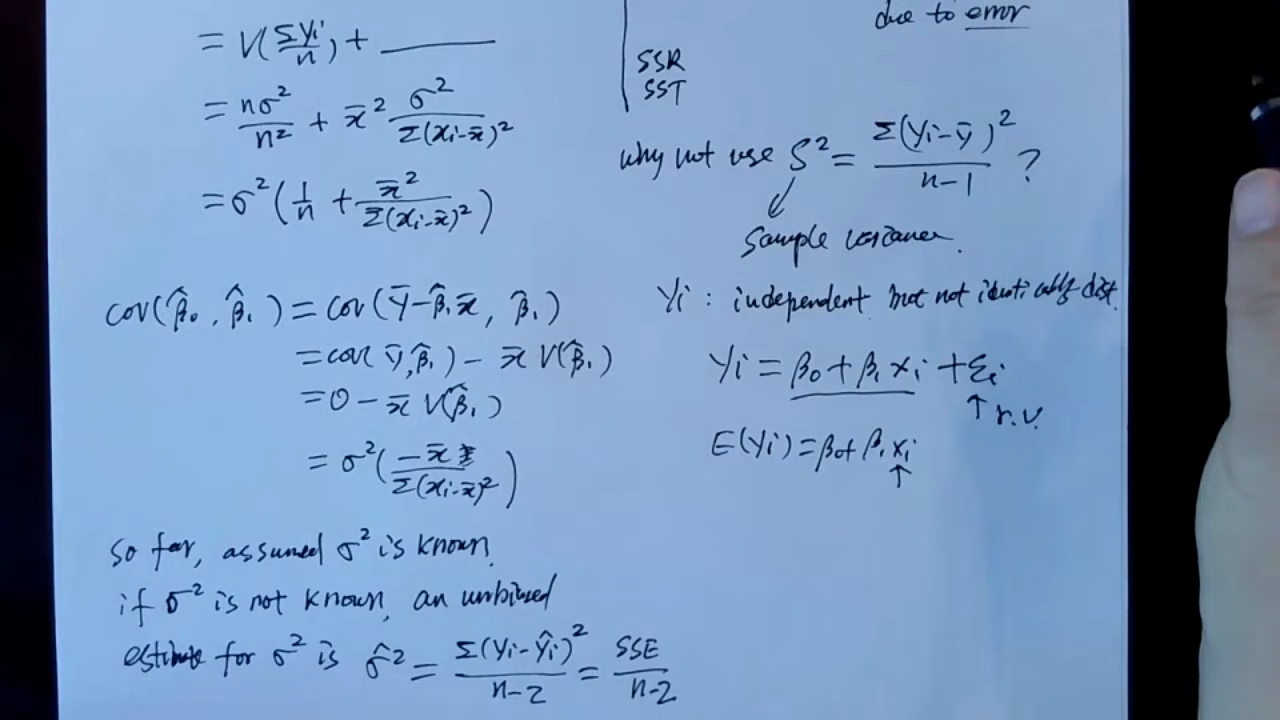 = V(Σyi/n) + ———
= nσ²/n² + x̄² σ²/Σ(xi-x̄)²
= σ²(1/n + x̄²/Σ(xi-x̄)²)
cov(β̂0, β̂1) = cov(ȳ-β̂1x̄, β̂1)
= cov(ȳ,β̂1) - x̄ V(β̂1)
= 0 - x̄ V(β̂1)
= σ²(-x̄/Σ(xi-x̄)²)
so far, assumed σ² is known.
if σ² is not known, an unbiased
estimate for σ² is σ̂² = Σ(yi-ŷi)²/n-2 = SSE/n-2
due to error
SSR
SST
why not use S² = Σ(yi-ȳ)²/n-1 ?
sample variance.
Yi : independent but not identically dist.
Yi = β0 + β1xi + εi
↑ r.v.
E(Yi) = β0+ β1xi
↑